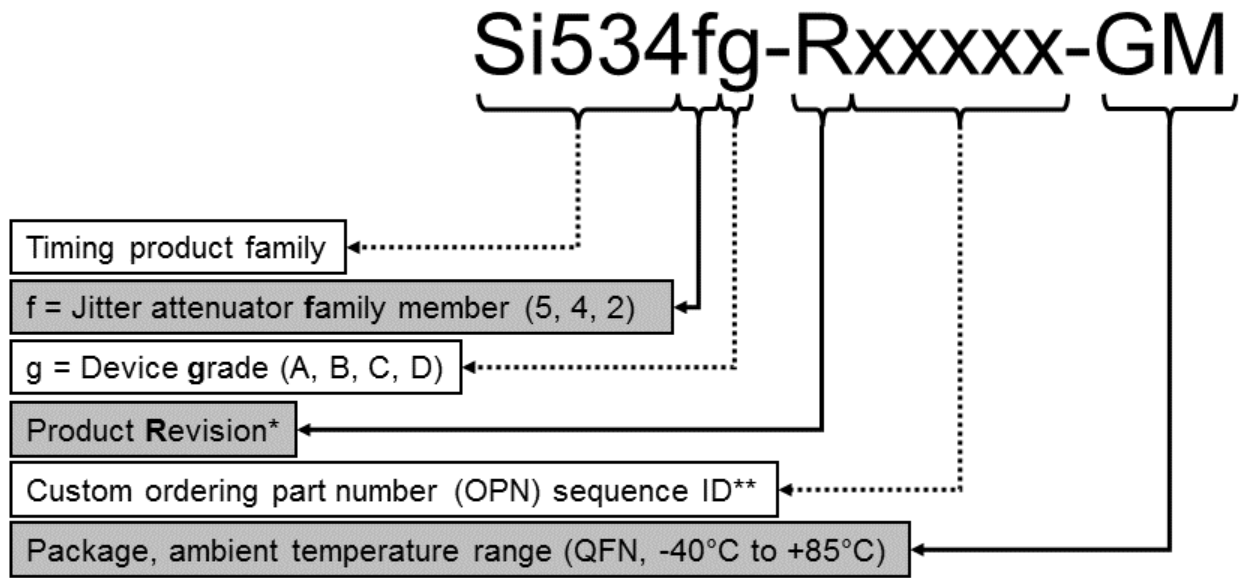 Si534fg-Rxxxxx-GM
Timing product family
f = Jitter attenuator family member (5, 4, 2)
g = Device grade (A, B, C, D)
Product Revision*
Custom ordering part number (OPN) sequence ID**
Package, ambient temperature range (QFN, -40°C to +85°C)